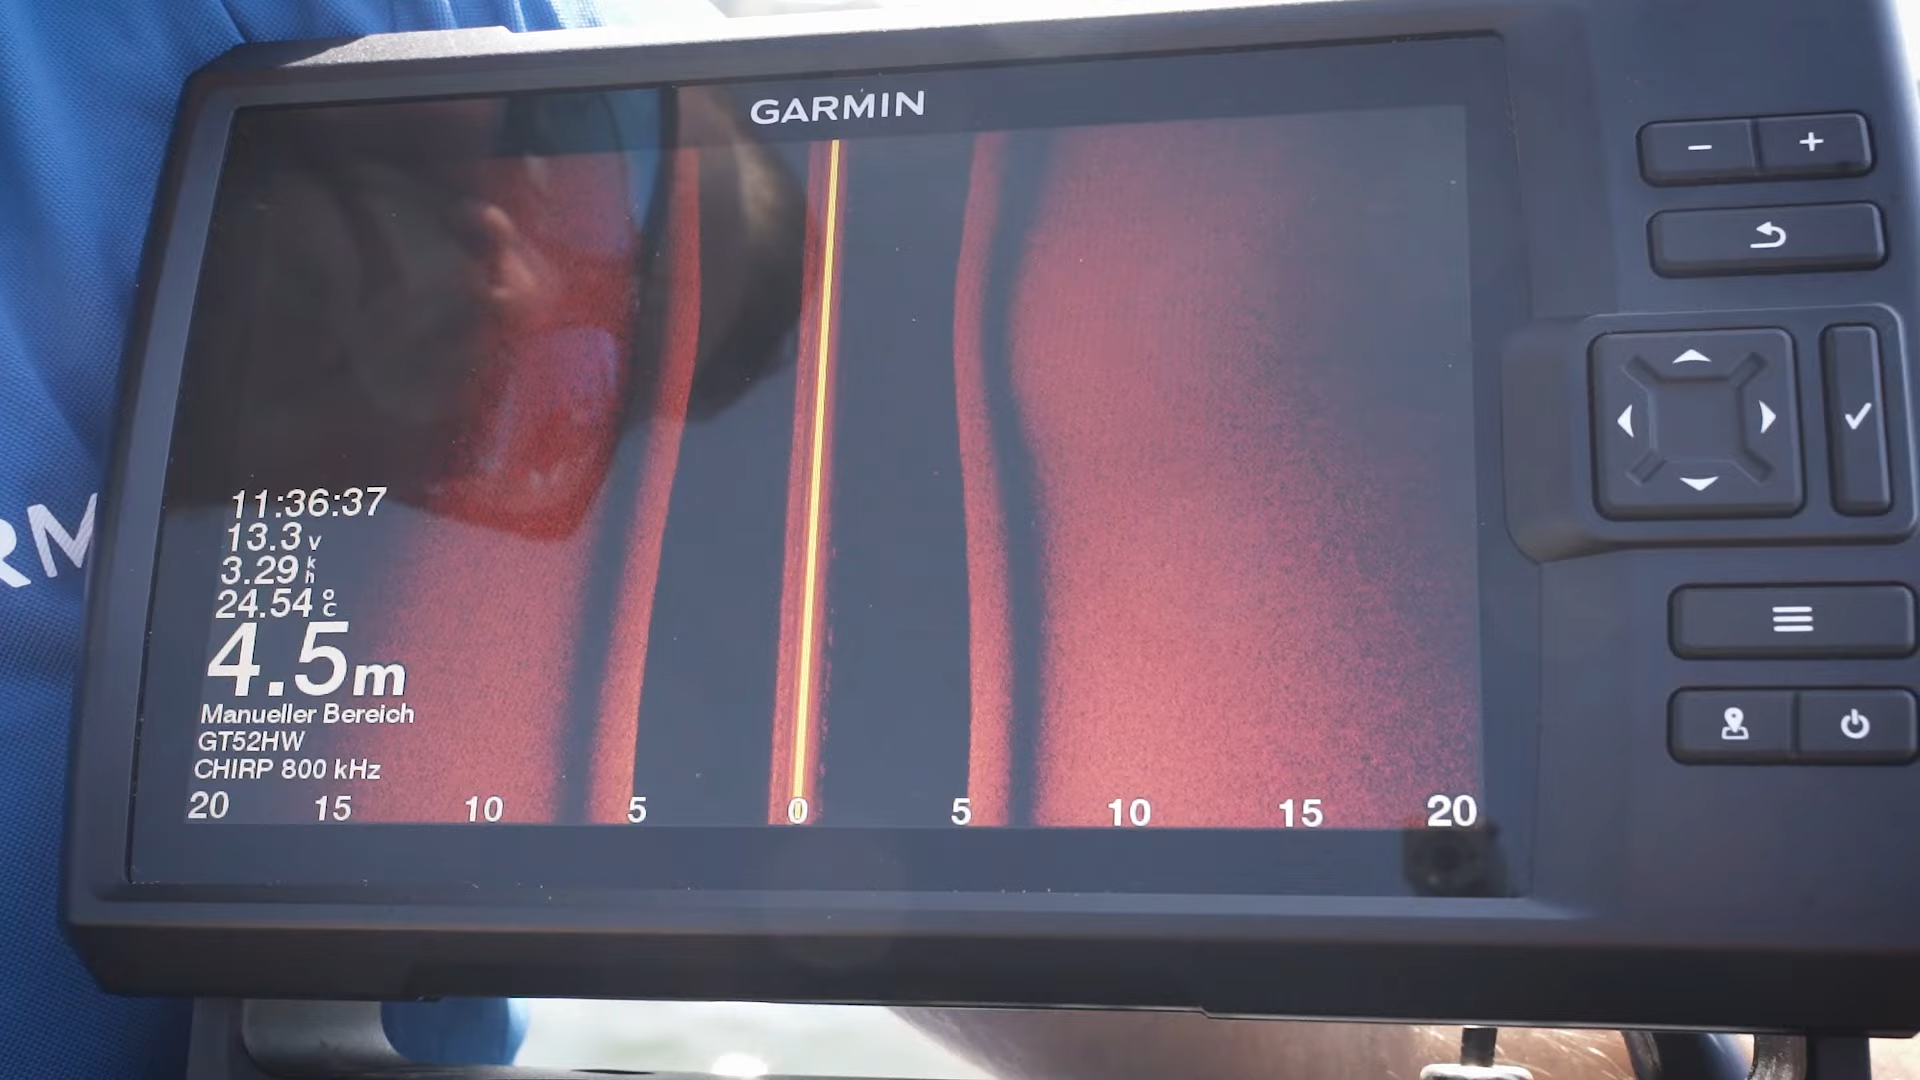 GARMIN
11:36:37
13.3 v
3.29 k/h
24.54 °C
4.5m
Manueller Bereich
GT52HW
CHIRP 800 kHz
20 15 10 5 0 5 10 15 20
RM